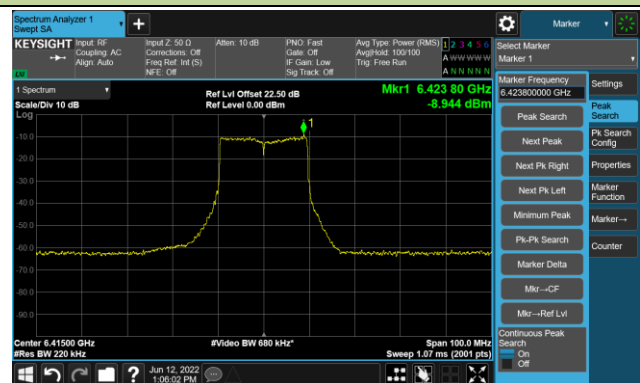 Spectrum Analyzer 1
Swept SA
+
Marker
KEYSIGHT
Input: RF
Coupling: AC
Align: Auto
Input Z: 50 Ω
Corrections: Off
Freq Ref: Int (S)
NFE: Off
Atten: 10 dB
PNO: Fast
Gate: Off
IF Gain: Low
Sig Track: Off
Avg Type: Power (RMS)
Avg|Hold: 100/100
Trig: Free Run
1 2 3 4 5 6
A W W W W W
A N N N N N
Select Marker
Marker 1
1 Spectrum
Scale/Div 10 dB
Log
Ref Lvl Offset 22.50 dB
Ref Level 0.00 dBm
Mkr1 6.423 80 GHz
-8.944 dBm
1
-10.0
-20.0
-30.0
-40.0
-50.0
-60.0
-70.0
-80.0
-90.0
Center 6.41500 GHz
#Res BW 220 kHz
#Video BW 680 kHz*
Span 100.0 MHz
Sweep 1.07 ms (2001 pts)
Marker Frequency
6.423800000 GHz
Peak Search
Next Peak
Next Pk Right
Next Pk Left
Minimum Peak
Pk-Pk Search
Marker Delta
Mkr→CF
Mkr→Ref Lvl
Continuous Peak
Search
On
Off
Settings
Peak
Search
Pk Search
Config
Properties
Marker
Function
Marker→
Counter
?
Jun 12, 2022
1:06:02 PM